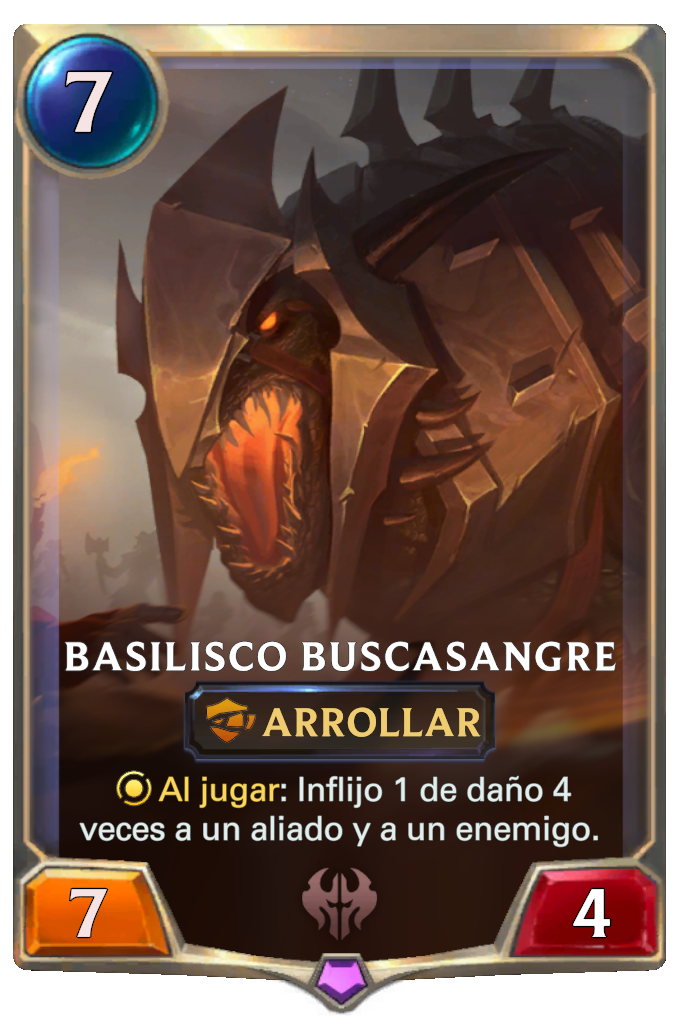 7
BASILISCO BUSCASANGRE
ARROLLAR
Al jugar: Inflijo 1 de daño 4
veces a un aliado y a un enemigo.
7
4